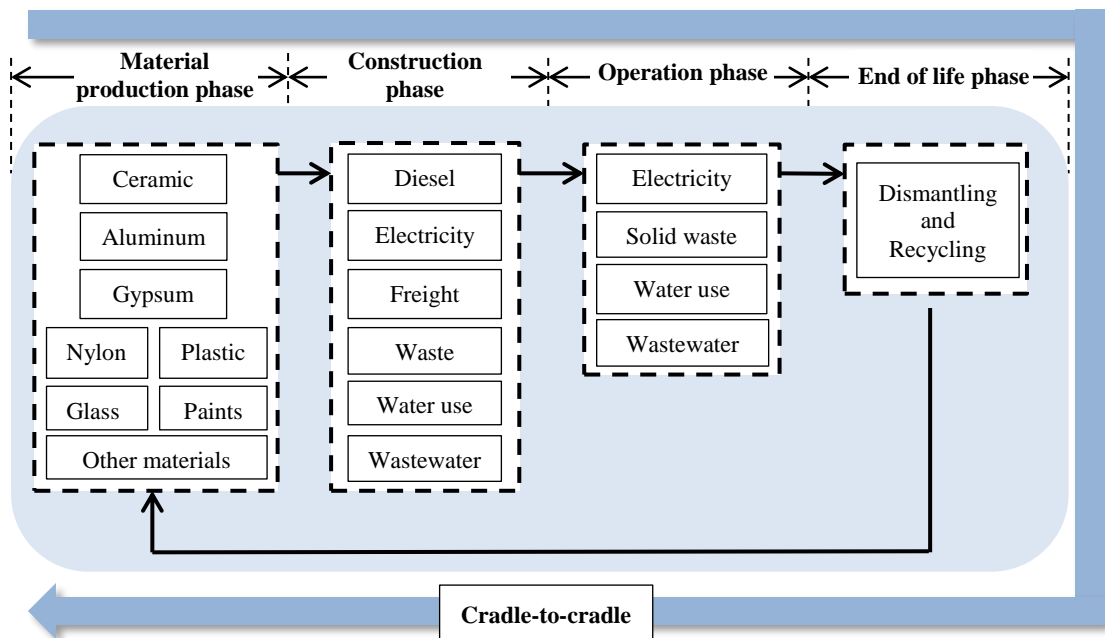 Material
production phase
Construction
phase
Operation phase
End of life phase
Ceramic
Aluminum
Gypsum
Nylon
Plastic
Glass
Paints
Other materials
Diesel
Electricity
Freight
Waste
Water use
Wastewater
Electricity
Solid waste
Water use
Wastewater
Dismantling
and
Recycling
Cradle-to-cradle